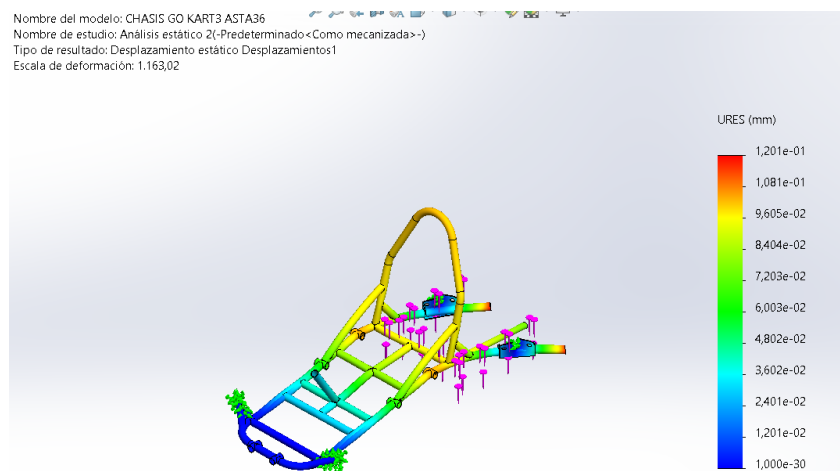 Nombre del modelo: CHASIS GO KART3 ASTA36
Nombre de estudio: Análisis estático 2(-Predeterminado<Como mecanizada>-)
Tipo de resultado: Desplazamiento estático Desplazamientos1
Escala de deformación: 1.163,02
URES (mm)
1,201e-01
1,081e-01
9,605e-02
8,404e-02
7,203e-02
6,003e-02
4,802e-02
3,602e-02
2,401e-02
1,201e-02
1,000e-30